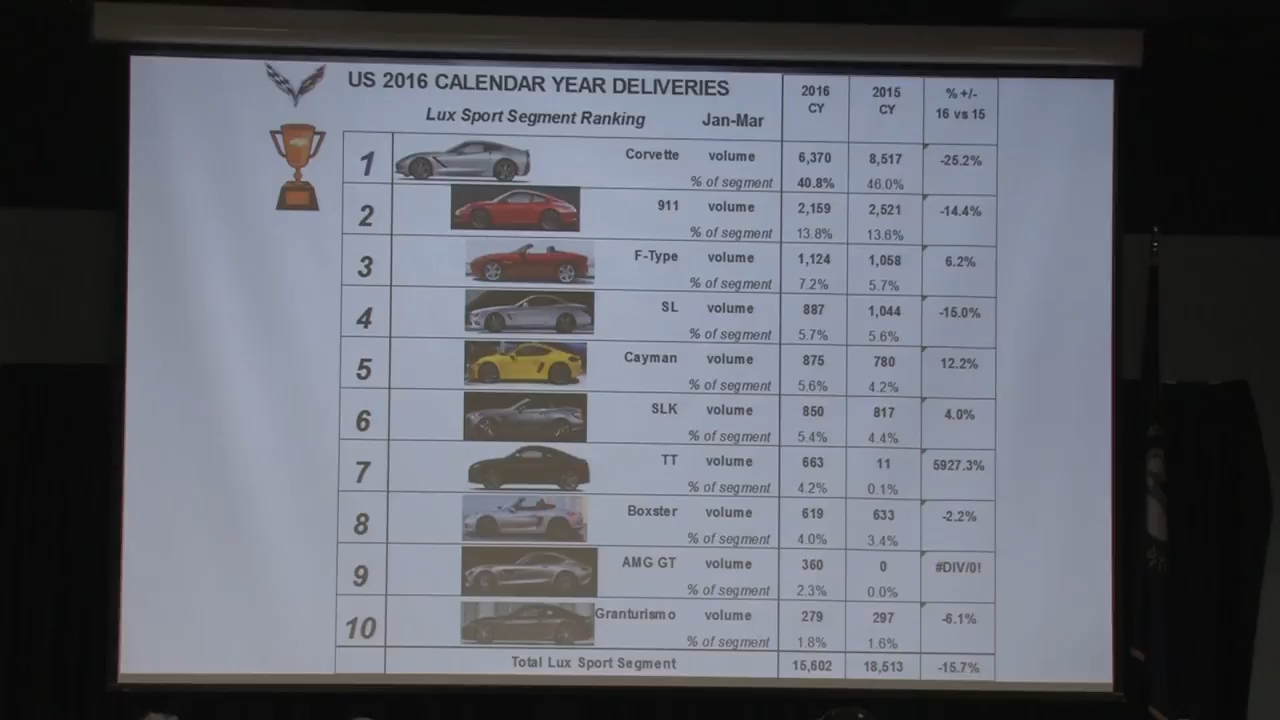 US 2016 CALENDAR YEAR DELIVERIES 2016 CY 2015 CY % +/- 16 vs 15
Lux Sport Segment Ranking Jan-Mar
1 Corvette volume 6,370 8,517 -25.2%
% of segment 40.8% 46.0%
2 911 volume 2,159 2,521 -14.4%
% of segment 13.8% 13.6%
3 F-Type volume 1,124 1,058 6.2%
% of segment 7.2% 5.7%
4 SL volume 887 1,044 -15.0%
% of segment 5.7% 5.6%
5 Cayman volume 875 780 12.2%
% of segment 5.6% 4.2%
6 SLK volume 850 817 4.0%
% of segment 5.4% 4.4%
7 TT volume 663 11 5927.3%
% of segment 4.2% 0.1%
8 Boxster volume 619 633 -2.2%
% of segment 4.0% 3.4%
9 AMG GT volume 360 0 #DIV/0!
% of segment 2.3% 0.0%
10 Granturismo volume 279 297 -6.1%
% of segment 1.8% 1.6%
Total Lux Sport Segment 15,602 18,513 -15.7%